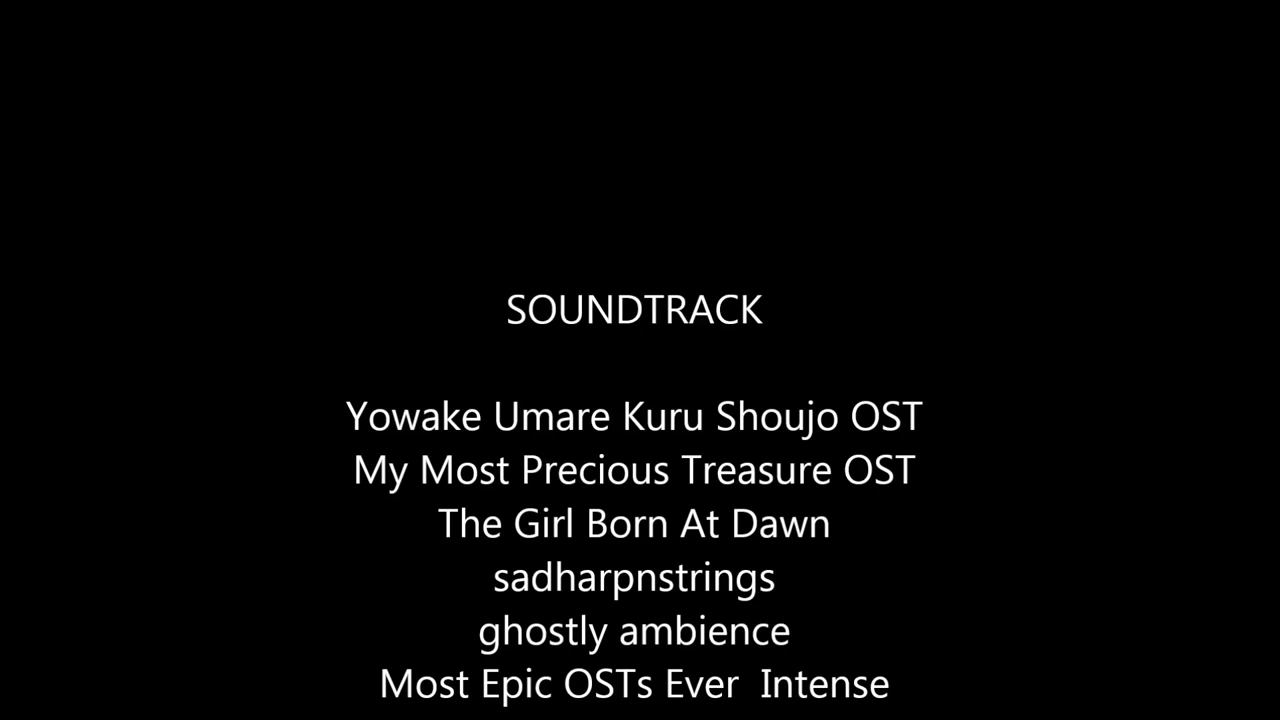 SOUNDTRACK
Yowake Umare Kuru Shoujo OST
My Most Precious Treasure OST
The Girl Born At Dawn
sadharpnstrings
ghostly ambience
Most Epic OSTs Ever  Intense